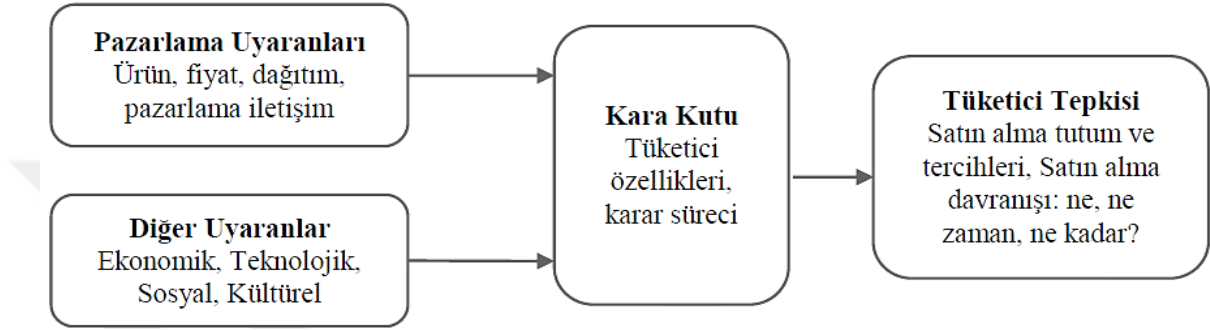 Pazarlama Uyaranları
Ürün, fiyat, dağıtım,
pazarlama iletişim
Diğer Uyaranlar
Ekonomik, Teknolojik,
Sosyal, Kültürel
Kara Kutu
Tüketici
özellikleri,
karar süreci
Tüketici Tepkisi
Satın alma tutum ve
tercihleri, Satın alma
davranışı: ne, ne
zaman, ne kadar?